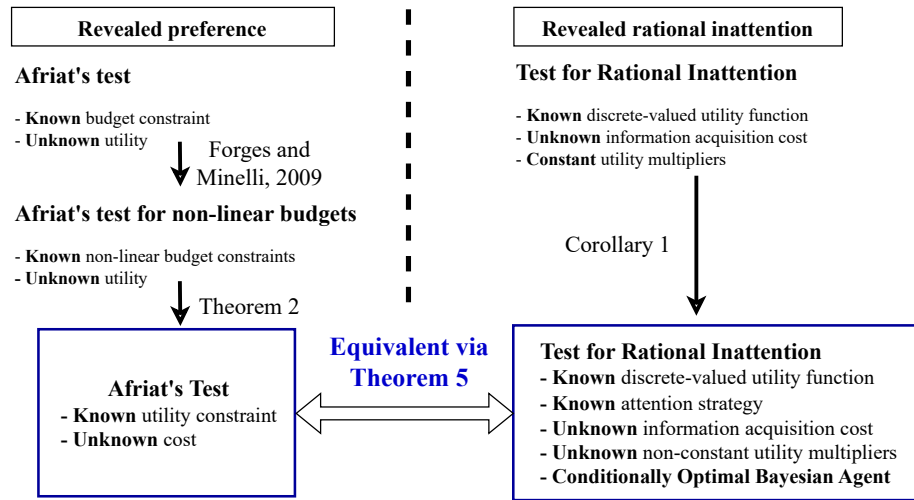 Revealed preference
Afriat's test
- Known budget constraint
- Unknown utility
Forges and
Minelli, 2009
Afriat's test for non-linear budgets
- Known non-linear budget constraints
- Unknown utility
Theorem 2
Afriat's Test
- Known utility constraint
- Unknown cost
Equivalent via
Theorem 5
Revealed rational inattention
Test for Rational Inattention
- Known discrete-valued utility function
- Unknown information acquisition cost
- Constant utility multipliers
Corollary 1
Test for Rational Inattention
- Known discrete-valued utility function
- Known attention strategy
- Unknown information acquisition cost
- Unknown non-constant utility multipliers
- Conditionally Optimal Bayesian Agent